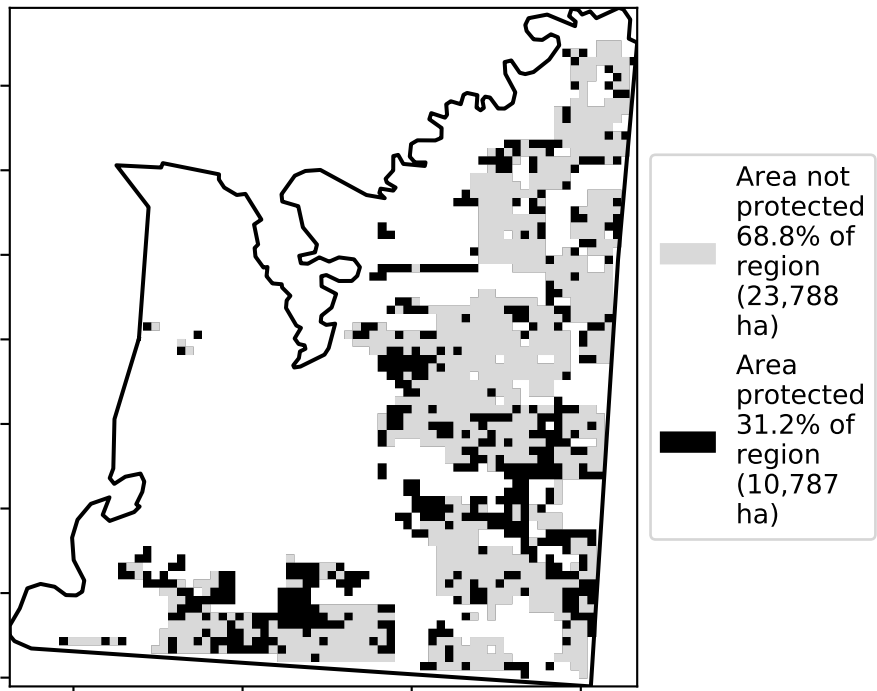 Area not
protected
68.8% of
region
(23,788
ha)
Area
protected
31.2% of
region
(10,787
ha)